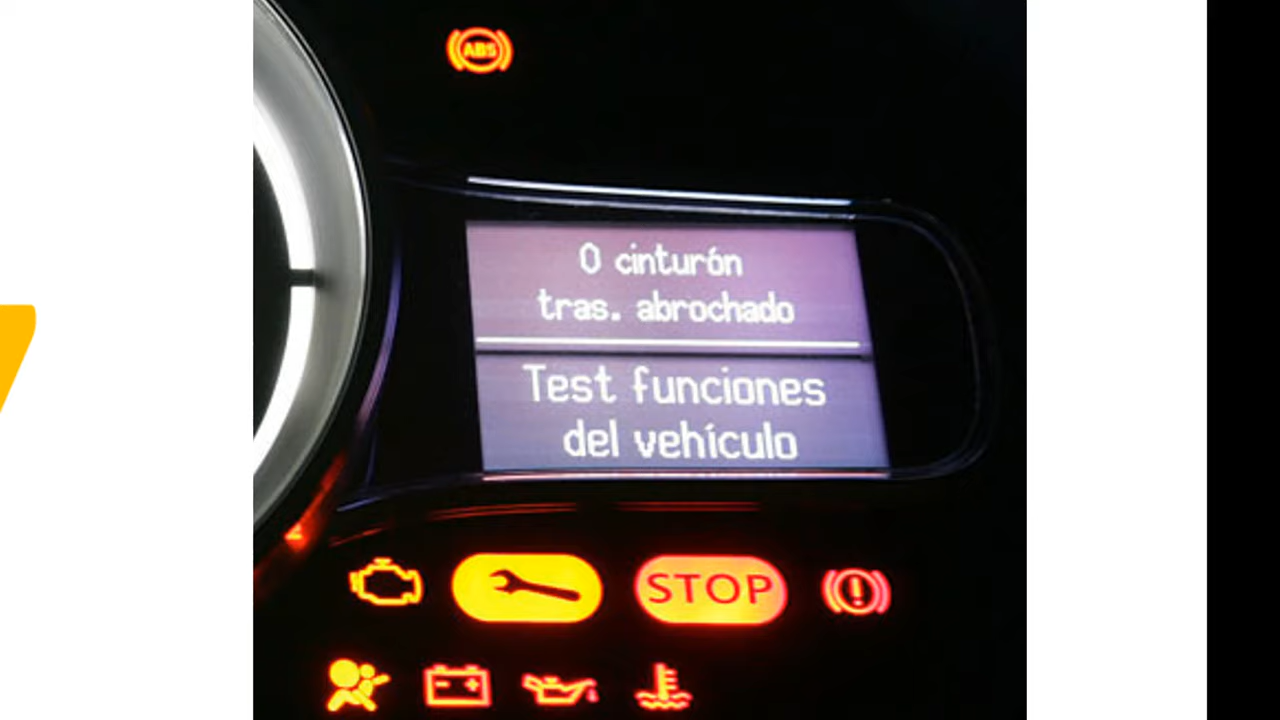 ABS
0 cinturón
tras. abrochado
Test funciones
del vehículo
STOP